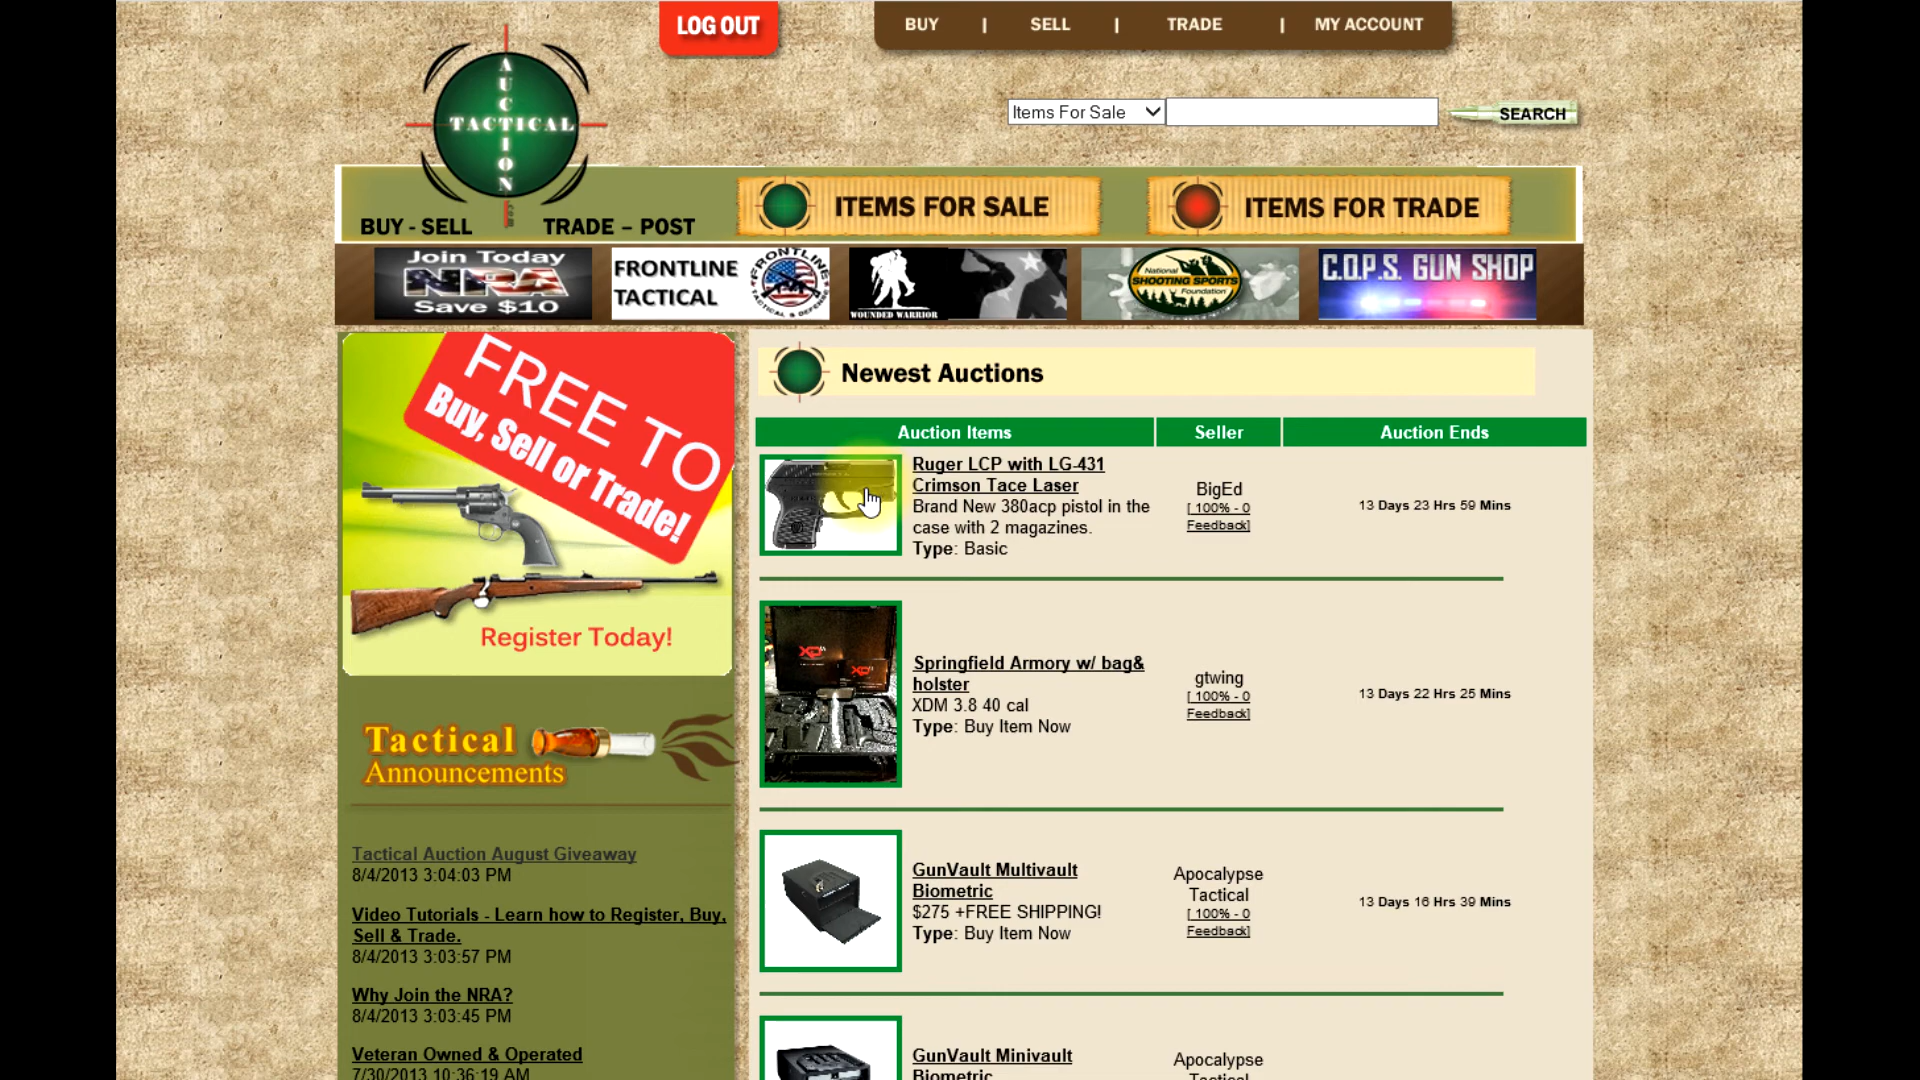 LOG OUT
BUY | SELL | TRADE | MY ACCOUNT
AUCTION
TACTICAL
Items For Sale
SEARCH
BUY - SELL TRADE – POST
ITEMS FOR SALE
ITEMS FOR TRADE
Join Today
NRA
Save $10
FRONTLINE
TACTICAL
FRONTLINE
TACTICAL & DEFENSE
WOUNDED WARRIOR
National
SHOOTING SPORTS
Foundation
C.O.P.S. GUN SHOP
FREE TO
Buy, Sell or Trade!
Register Today!
Tactical
Announcements
Tactical Auction August Giveaway
8/4/2013 3:04:03 PM
Video Tutorials - Learn how to Register, Buy,
Sell & Trade.
8/4/2013 3:03:57 PM
Why Join the NRA?
8/4/2013 3:03:45 PM
Veteran Owned & Operated
7/30/2013 10:36:19 AM
Newest Auctions
Auction Items Seller Auction Ends
Ruger LCP with LG-431
Crimson Tace Laser
Brand New 380acp pistol in the
case with 2 magazines.
Type: Basic
BigEd
[ 100% - 0
Feedback]
13 Days 23 Hrs 59 Mins
XDM
XDM
Springfield Armory w/ bag&
holster
XDM 3.8 40 cal
Type: Buy Item Now
gtwing
[ 100% - 0
Feedback]
13 Days 22 Hrs 25 Mins
GunVault Multivault
Biometric
$275 +FREE SHIPPING!
Type: Buy Item Now
Apocalypse
Tactical
[ 100% - 0
Feedback]
13 Days 16 Hrs 39 Mins
GunVault Minivault
Biometric
Apocalypse
Tactical